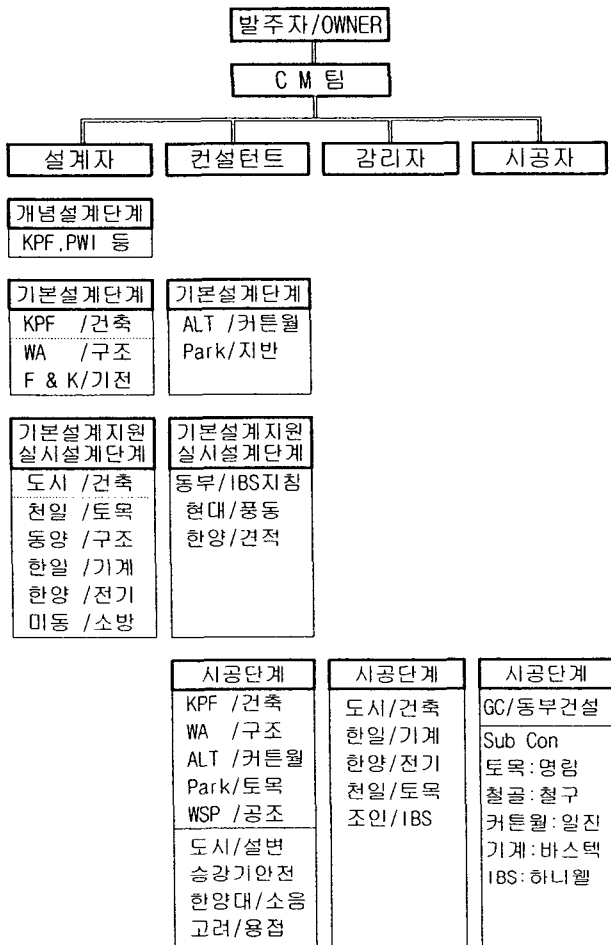 발주자/OWNER
C M 팀
설계자
컨설턴트
감리자
시공자
개념설계단계
KPF,PWI 등
기본설계단계
KPF /건축
WA /구조
F & K/기전
기본설계단계
ALT /커튼월
Park/지반
기본설계지원
실시설계단계
도시 /건축
천일 /토목
동양 /구조
한일 /기계
한양 /전기
미동 /소방
기본설계지원
실시설계단계
동부/IBS지침
현대/풍동
한양/견적
시공단계
KPF /건축
WA /구조
ALT /커튼월
Park/토목
WSP /공조
도시/설변
승강기안전
한양대/소음
고려/용접
시공단계
도시/건축
한일/기계
한양/전기
천일/토목
조인/IBS
시공단계
GC/동부건설
Sub Con
토목:명림
철골:철구
커튼월:일진
기계:바스텍
IBS:하니웰